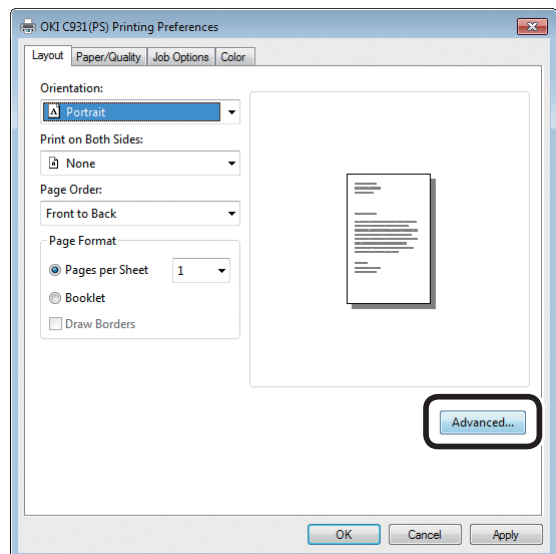 OKI C931(PS) Printing Preferences
Layout Paper/Quality Job Options Color
Orientation:
A Portrait
Print on Both Sides:
None
Page Order:
Front to Back
Page Format
Pages per Sheet 1
Booklet
Draw Borders
Advanced...
OK Cancel Apply